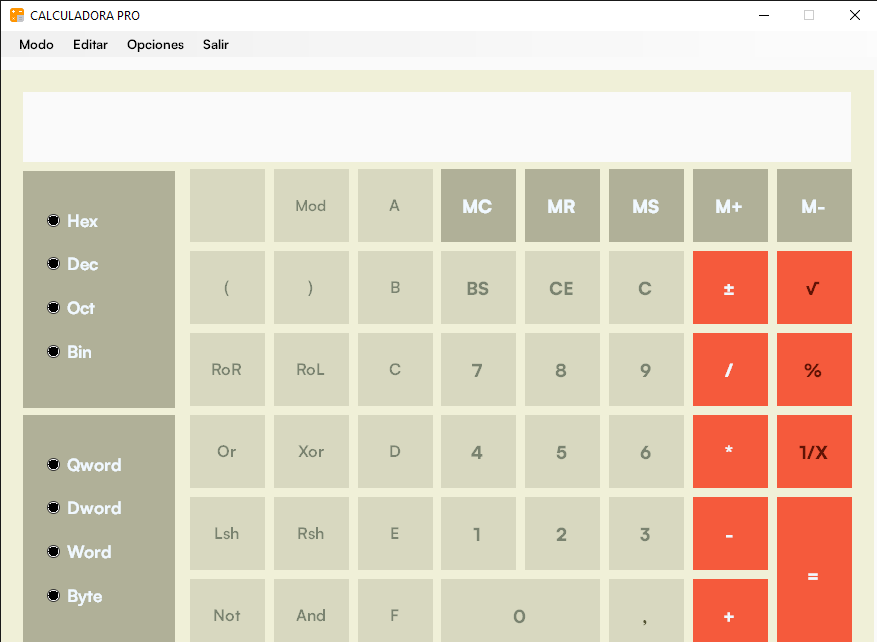 CALCULADORA PRO
Modo Editar Opciones Salir
Hex
Dec
Oct
Bin
Qword
Dword
Word
Byte
Mod A MC MR MS M+ M-
( ) B BS CE C ± √
RoR RoL C 7 8 9 / %
Or Xor D 4 5 6 * 1/X
Lsh Rsh E 1 2 3 - =
Not And F 0 , +